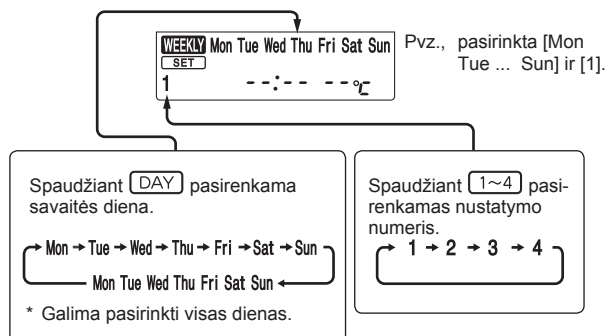 WEEKLY Mon Tue Wed Thu Fri Sat Sun
SET
1 --:-- --°C
Pvz., pasirinkta [Mon
Tue ... Sun] ir [1].
Spaudžiant DAY pasirenkama
savaitės diena.
Mon → Tue → Wed → Thu → Fri → Sat → Sun
Mon Tue Wed Thu Fri Sat Sun
* Galima pasirinkti visas dienas.
Spaudžiant 1~4 pasi-
renkamas nustatymo
numeris.
1 → 2 → 3 → 4